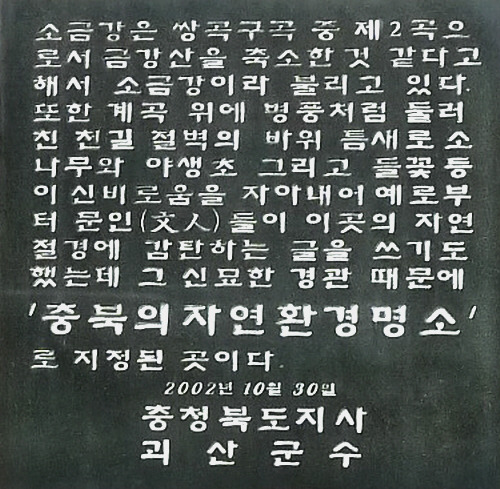 소금강은 쌍곡구곡 중 제2곡으
로서 금강산을 축소한것 같다고
해서 소금강이라 불리고 있다.
또한 계곡 위에 병풍처럼 둘러
친 천길 절벽의 바위 틈새로 소
나무와 야생초 그리고 들꽃등
이 신비로움을 자아내어 예로부
터 문인(文人)들이 이곳의 자연
절경에 감탄하는 글을 쓰기도
했는데 그 신묘한 경관 때문에
'충북의자연환경명소'
로 지정된 곳이다.
2002년 10월 30일
충청북도지사
괴산군수